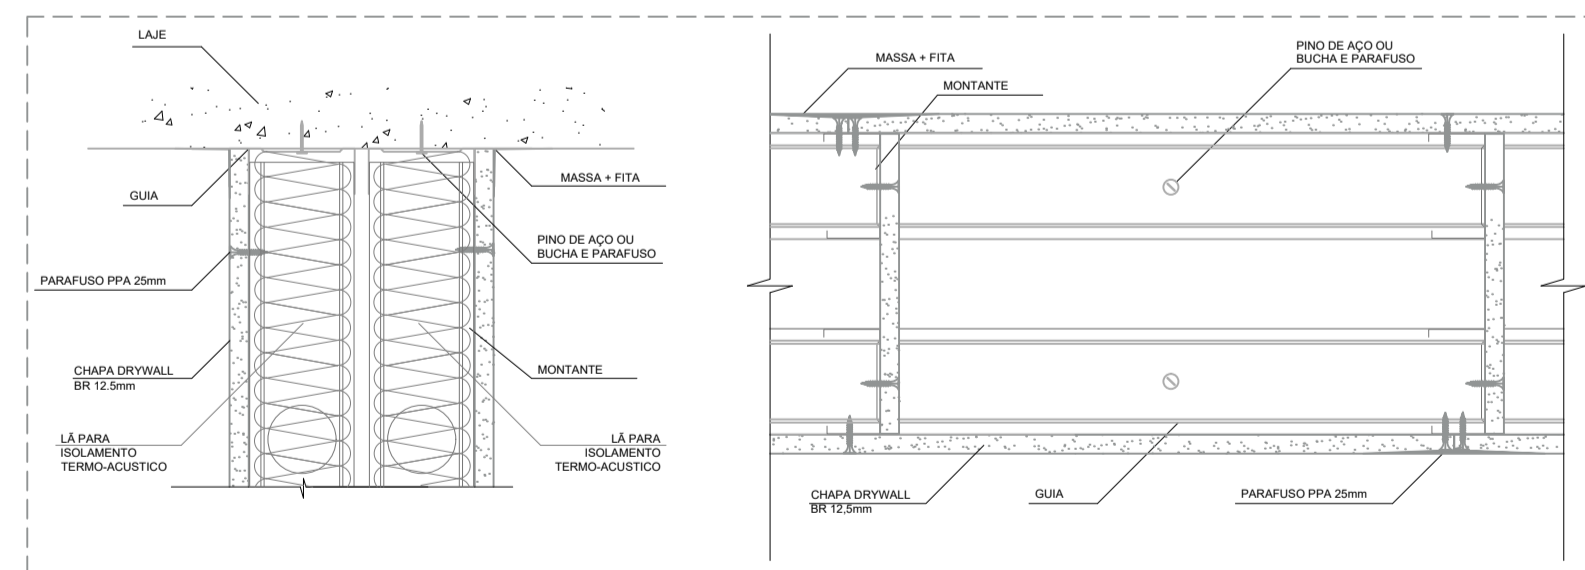 LAJE
GUIA
PARAFUSO PPA 25mm
CHAPA DRYWALL
BR 12.5mm
LÃ PARA
ISOLAMENTO
TERMO-ACUSTICO
MASSA + FITA
PINO DE AÇO OU
BUCHA E PARAFUSO
MONTANTE
LÃ PARA
ISOLAMENTO
TERMO-ACUSTICO
MASSA + FITA
MONTANTE
PINO DE AÇO OU
BUCHA E PARAFUSO
CHAPA DRYWALL
BR 12,5mm
GUIA
PARAFUSO PPA 25mm